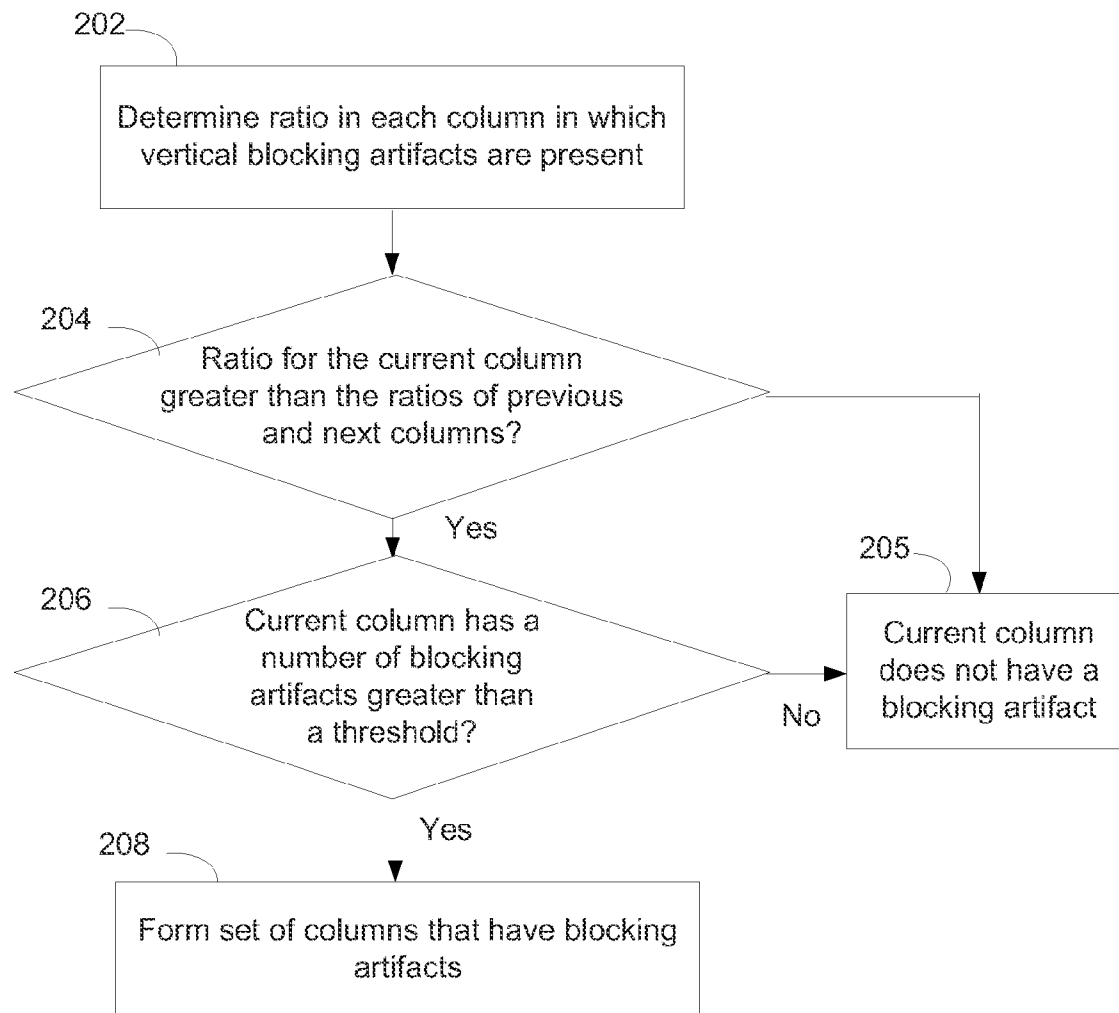 202
Determine ratio in each column in which
vertical blocking artifacts are present
204
Ratio for the current column
greater than the ratios of previous
and next columns?
Yes
205
206
Current column has a
number of blocking
artifacts greater than
a threshold?
Current column
does not have a
blocking artifact
No
Yes
208
Form set of columns that have blocking
artifacts